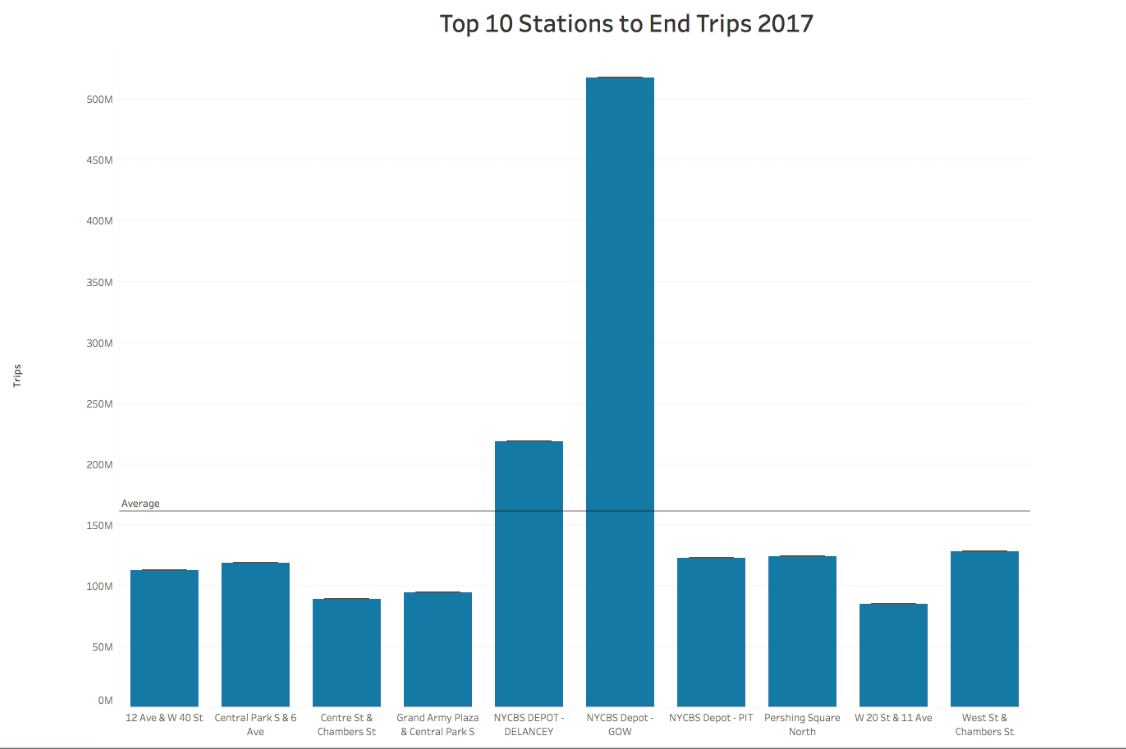 Top 10 Stations to End Trips 2017
500M
450M
400M
350M
300M
250M
200M
150M
100M
50M
0M
Trips
Average
12 Ave & W 40 St
Central Park S & 6
Ave
Centre St &
Chambers St
Grand Army Plaza
& Central Park S
NYCBS DEPOT -
DELANCEY
NYCBS Depot -
GOW
NYCBS Depot - PIT
Pershing Square
North
W 20 St & 11 Ave
West St &
Chambers St